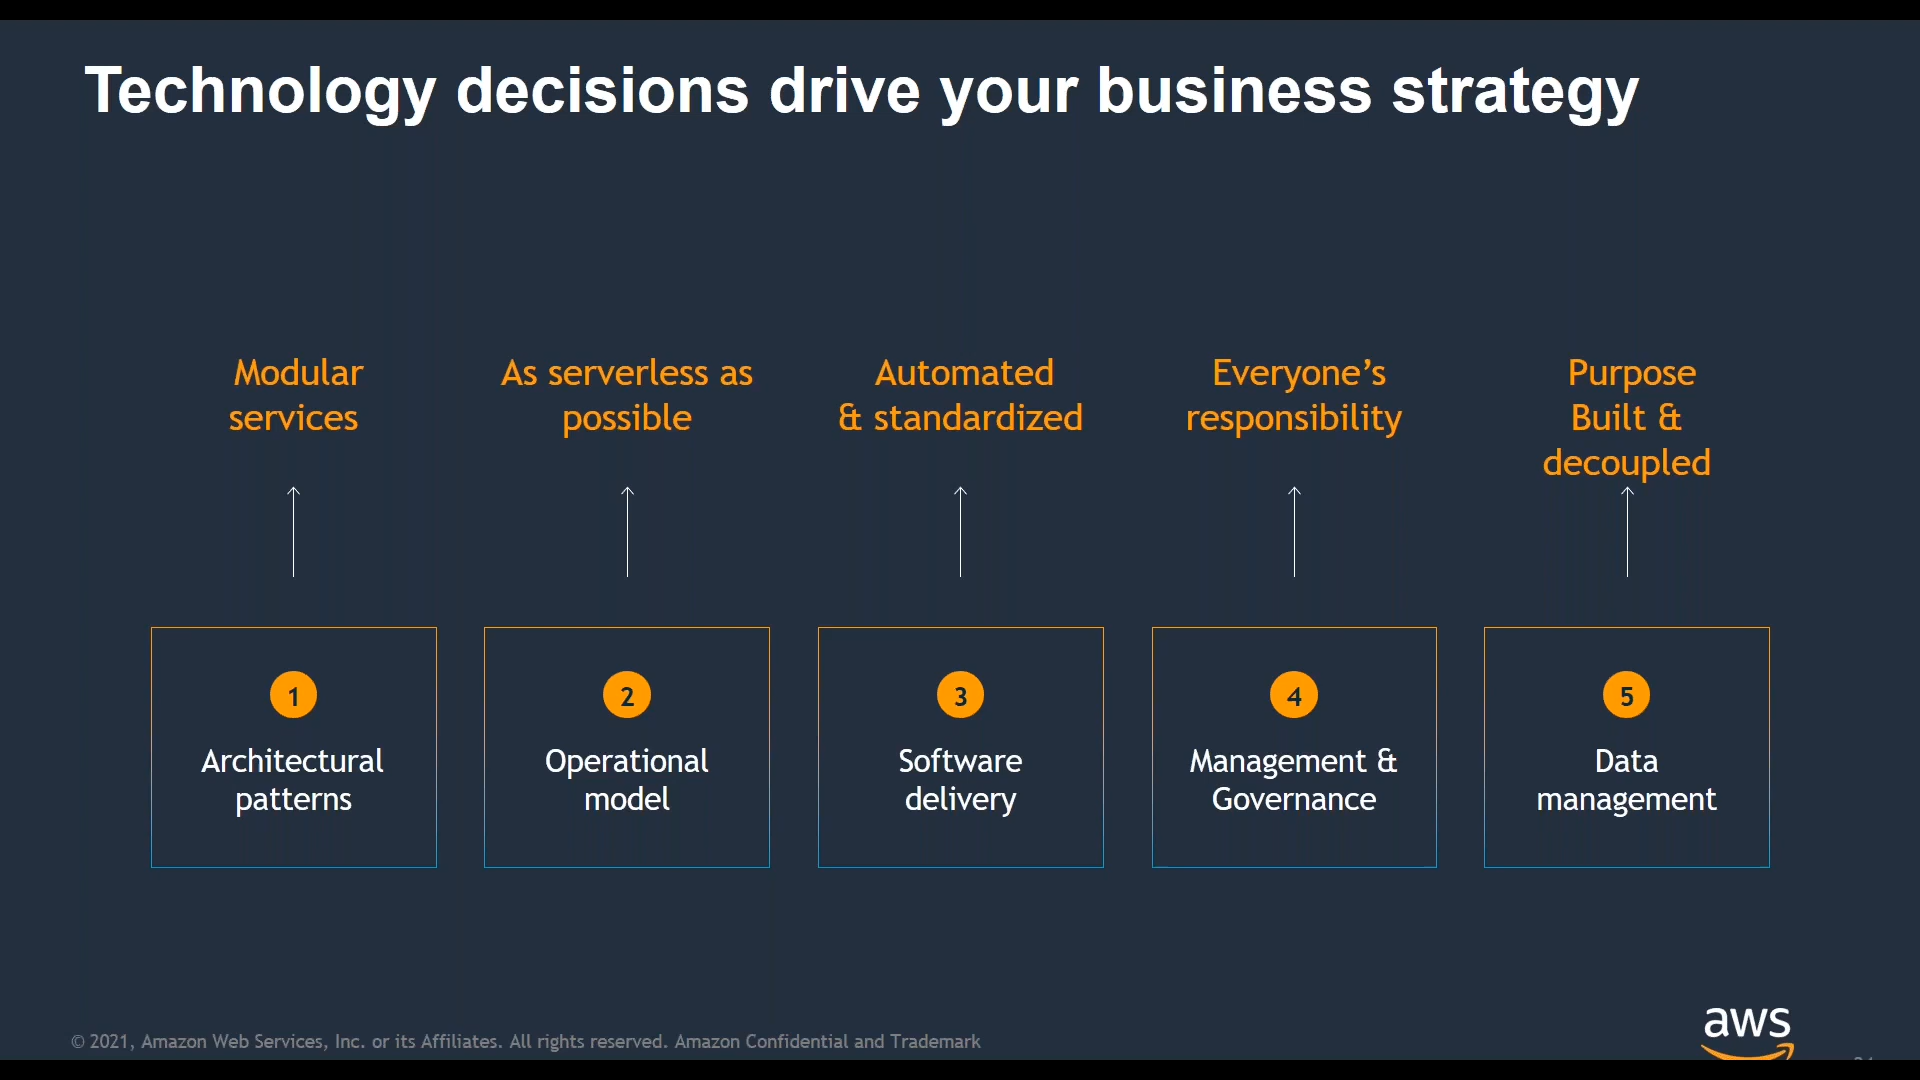 Technology decisions drive your business strategy
Modular
services
As serverless as
possible
Automated
& standardized
Everyone’s
responsibility
Purpose
Built &
decoupled
1
Architectural
patterns
2
Operational
model
3
Software
delivery
4
Management &
Governance
5
Data
management
© 2021, Amazon Web Services, Inc. or its Affiliates. All rights reserved. Amazon Confidential and Trademark
aws